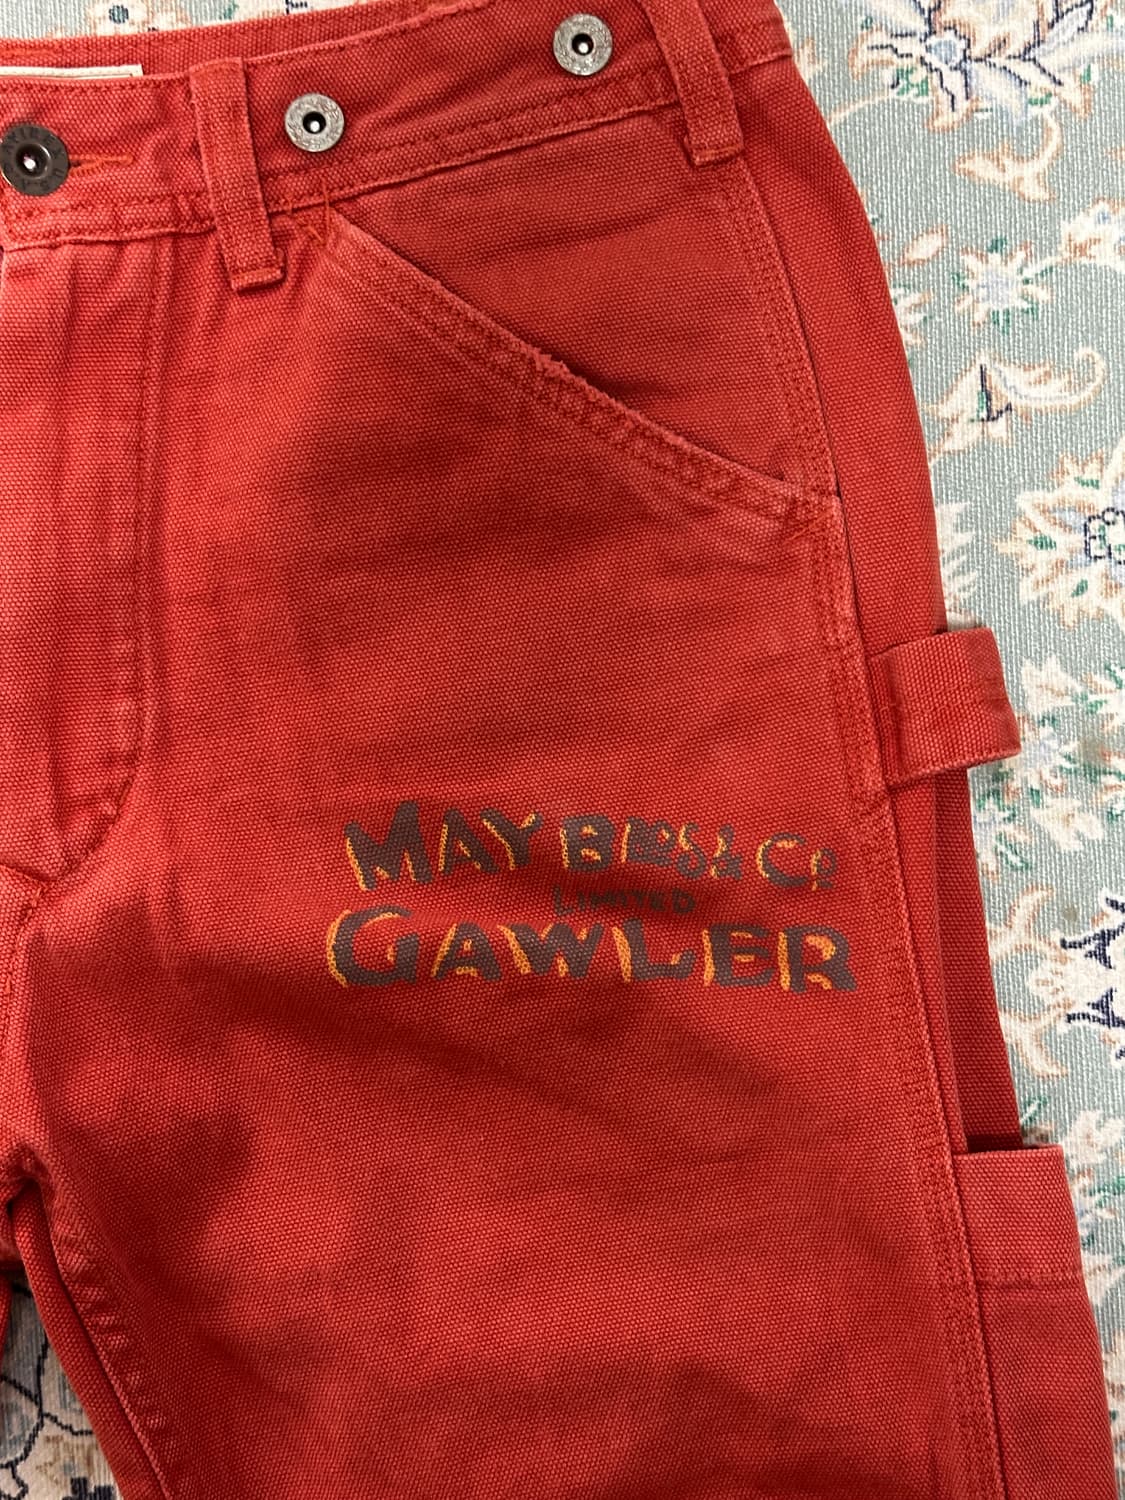 MAY BROS & CO
LIMITED
GAWLER